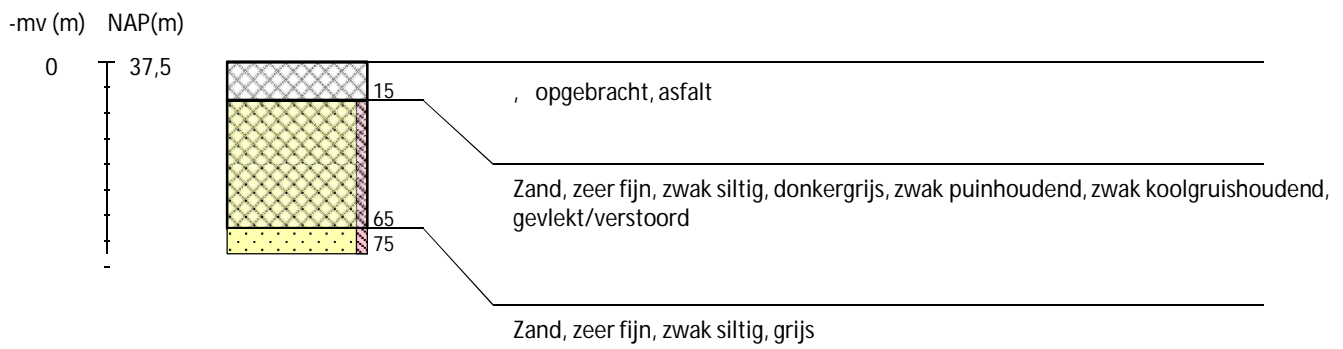 -mv (m) NAP(m)
0 37,5
15
, opgebracht, asfalt
Zand, zeer fijn, zwak siltig, donkergrijs, zwak puinhoudend, zwak koolgruishoudend,
gevlekt/verstoord
65
75
Zand, zeer fijn, zwak siltig, grijs